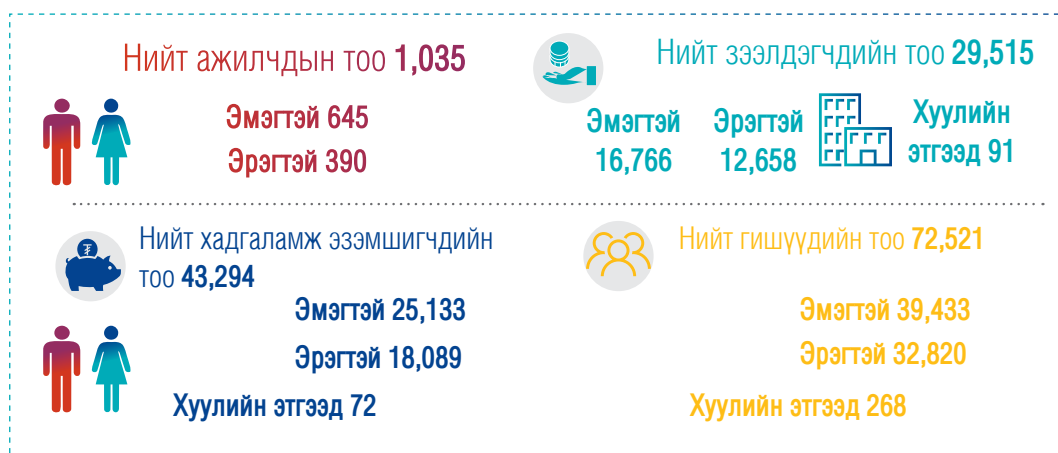 Нийт ажилчдын тоо 1,035
Эмэгтэй 645
Эрэгтэй 390
Нийт зээлдэгчдийн тоо 29,515
Эмэгтэй
16,766
Эрэгтэй
12,658
Хуулийн
этгээд 91
Нийт хадгаламж эзэмшигчдийн
тоо 43,294
Эмэгтэй 25,133
Эрэгтэй 18,089
Хуулийн этгээд 72
Нийт гишүүдийн тоо 72,521
Эмэгтэй 39,433
Эрэгтэй 32,820
Хуулийн этгээд 268